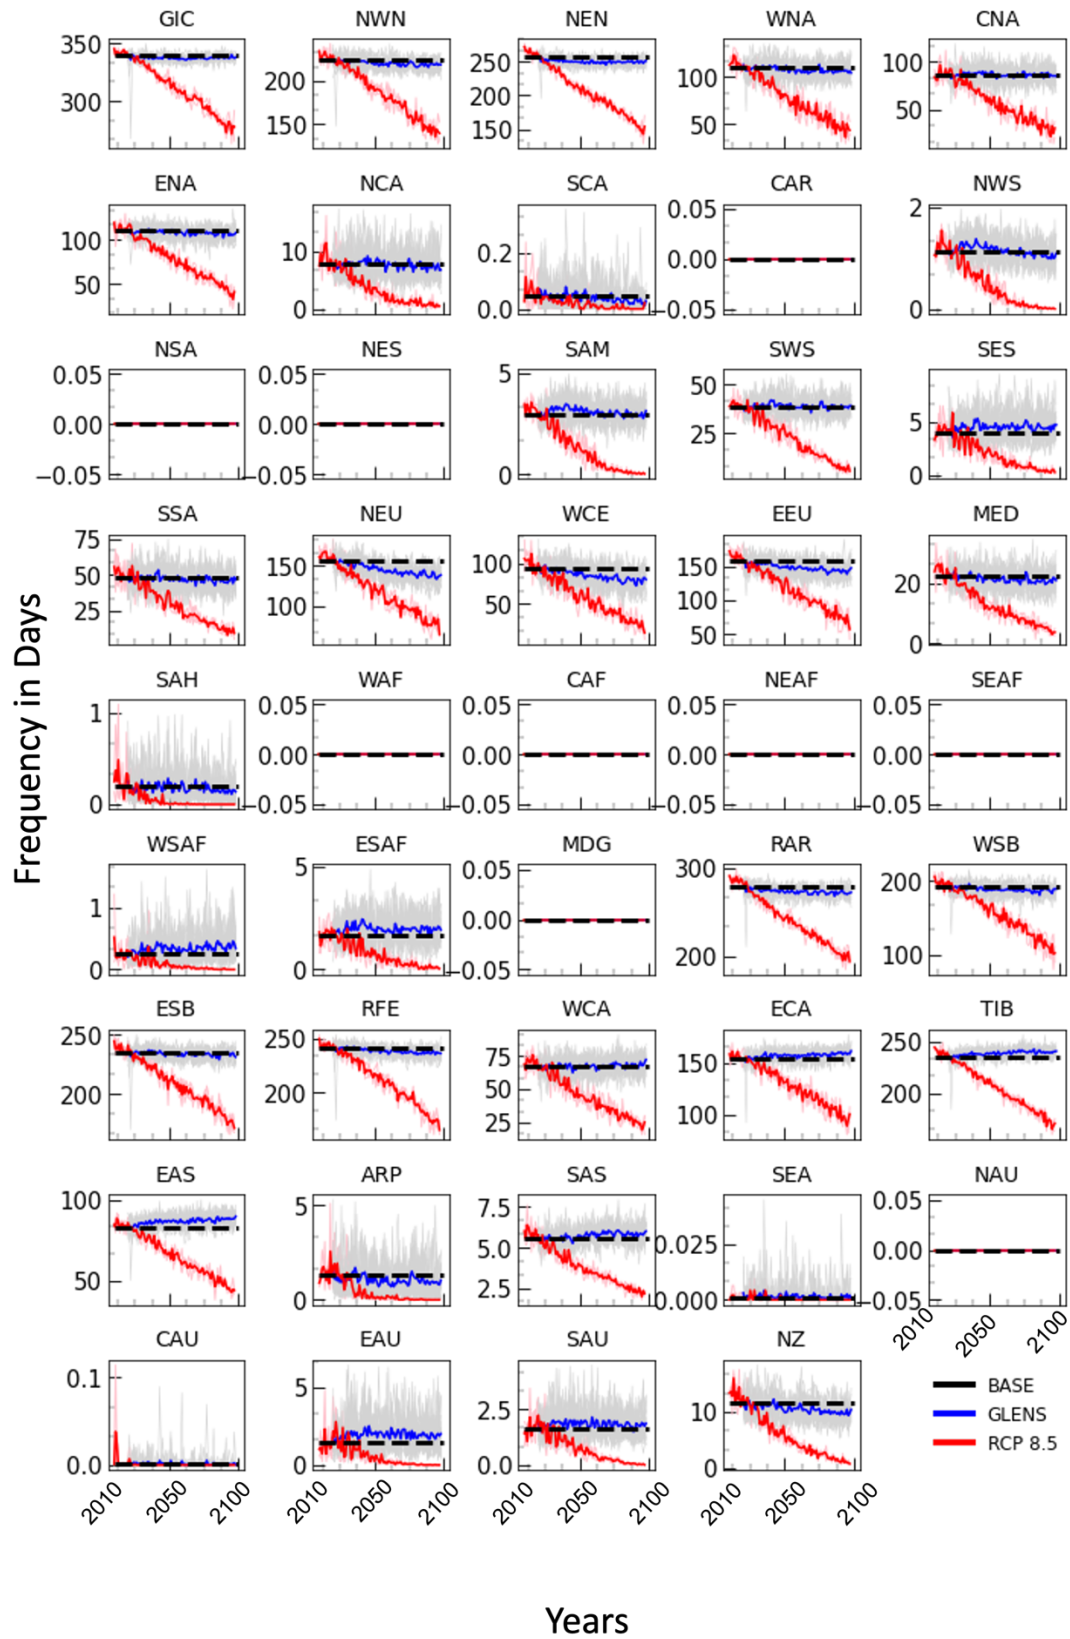 GIC NWN NEN WNA CNA
350 300
200 150
250 200 150
100 50
100 50
ENA NCA SCA CAR NWS
100 50
10 0
0.2 0.0
0.05 0.00 −0.05
2 0
NSA NES SAM SWS SES
0.05 0.00 −0.05
0.05 0.00 −0.05
5 0
50 25
5 0
SSA NEU WCE EEU MED
75 50 25
150 100
100 50
150 100 50
20 0
SAH WAF CAF NEAF SEAF
1 0
0.05 0.00 −0.05
0.05 0.00 −0.05
0.05 0.00 −0.05
0.05 0.00 −0.05
WSAF ESAF MDG RAR WSB
1 0
5 0
0.05 0.00 −0.05
300 200
200 100
ESB RFE WCA ECA TIB
250 200
250 200
75 50 25
150 100
250 200
EAS ARP SAS SEA NAU
100 50
5 0
7.5 5.0 2.5
0.025 0.000
0.05 0.00 −0.05
2010 2050 2100
CAU EAU SAU NZ
0.1 0.0
5 0
2.5 0.0
10 0
2010 2050 2100
2010 2050 2100
2010 2050 2100
2010 2050 2100
BASE
GLENS
RCP 8.5
Frequency in Days
Years